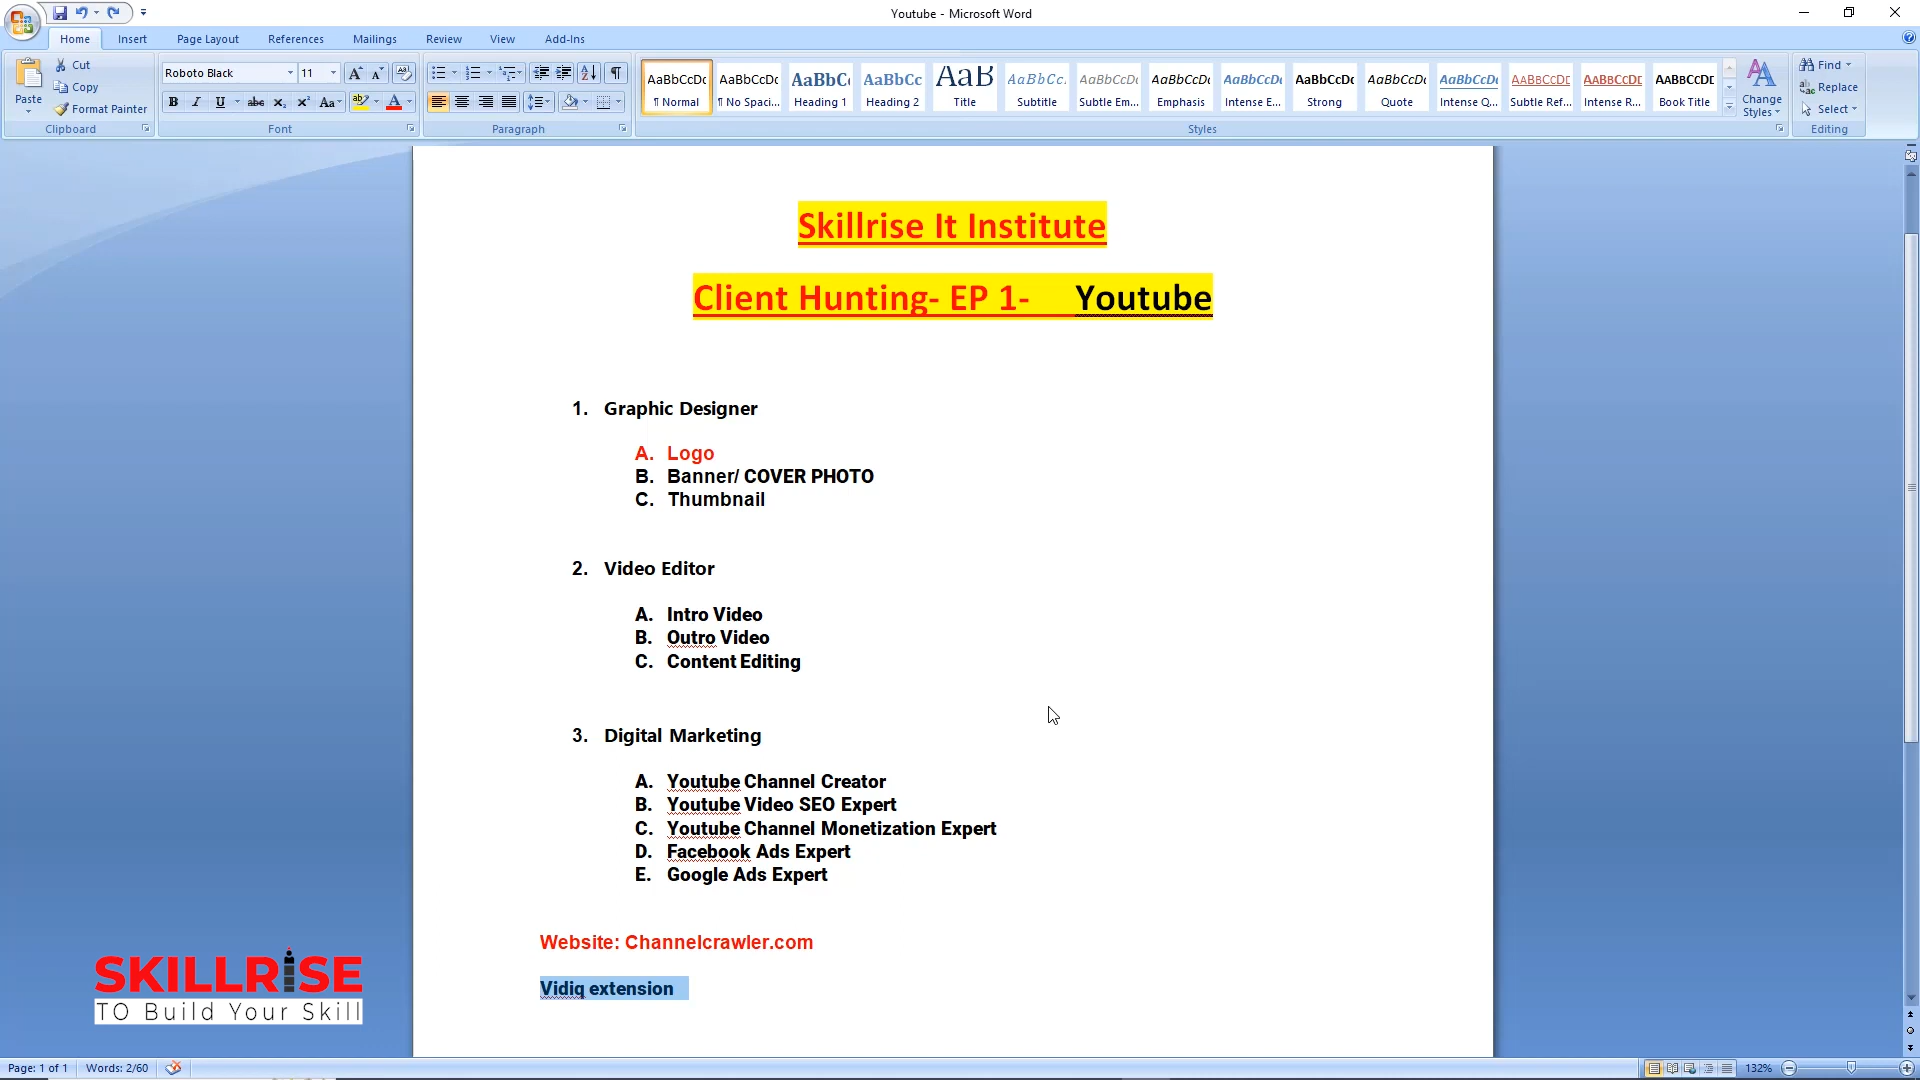 Youtube - Microsoft Word
Home Insert Page Layout References Mailings Review View Add-Ins
Paste
Cut
Copy
Format Painter
Clipboard
Roboto Black 11
Font
Paragraph
AaBbCcDc AaBbCcDc AaBbC AaBbCc AaB AaBbCc. AaBbCcDc AaBbCcDc AaBbCcDc AaBbCcDc AaBbCcDc AaBbCcDc AABBCCDD AABBCCDD AABBCCDD
¶ Normal ¶ No Spaci... Heading 1 Heading 2 Title Subtitle Subtle Em... Emphasis Intense E... Strong Quote Intense Q... Subtle Ref... Intense R... Book Title
Change Styles
Styles
Find
Replace
Select
Editing
Skillrise It Institute
Client Hunting- EP 1- Youtube
1. Graphic Designer
A. Logo
B. Banner/ COVER PHOTO
C. Thumbnail
2. Video Editor
A. Intro Video
B. Outro Video
C. Content Editing
3. Digital Marketing
A. Youtube Channel Creator
B. Youtube Video SEO Expert
C. Youtube Channel Monetization Expert
D. Facebook Ads Expert
E. Google Ads Expert
Website: Channelcrawler.com
Vidiq extension
SKILLRISE
TO Build Your Skill
Page: 1 of 1 Words: 2/60 132%